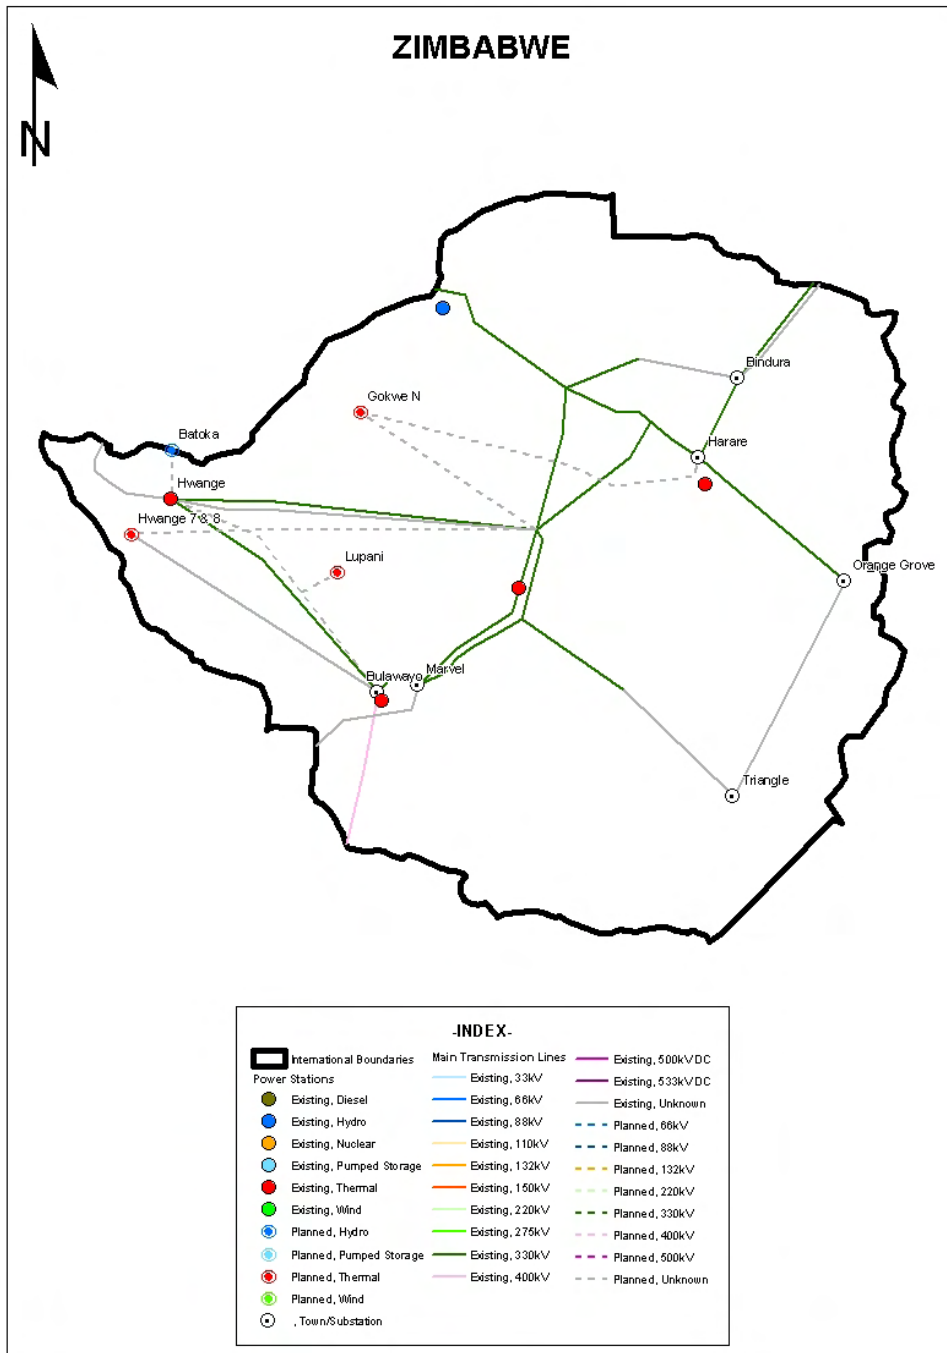 ZIMBABWE
N
Bindura
Gokwe N
Batoka
Harare
Hwange
Hwange 7 & 8
Lupani
Orange Grove
Marvel
Bulawayo
Triangle
-INDEX-
International Boundaries
Power Stations
Existing, Diesel
Existing, Hydro
Existing, Nuclear
Existing, Pumped Storage
Existing, Thermal
Existing, Wind
Planned, Hydro
Planned, Pumped Storage
Planned, Thermal
Planned, Wind
, Town/Substation
Main Transmission Lines
Existing, 33kV
Existing, 66kV
Existing, 88kV
Existing, 110kV
Existing, 132kV
Existing, 150kV
Existing, 220kV
Existing, 275kV
Existing, 330kV
Existing, 400kV
Existing, 500kV DC
Existing, 533kV DC
Existing, Unknown
Planned, 66kV
Planned, 88kV
Planned, 132kV
Planned, 220kV
Planned, 330kV
Planned, 400kV
Planned, 500kV
Planned, Unknown